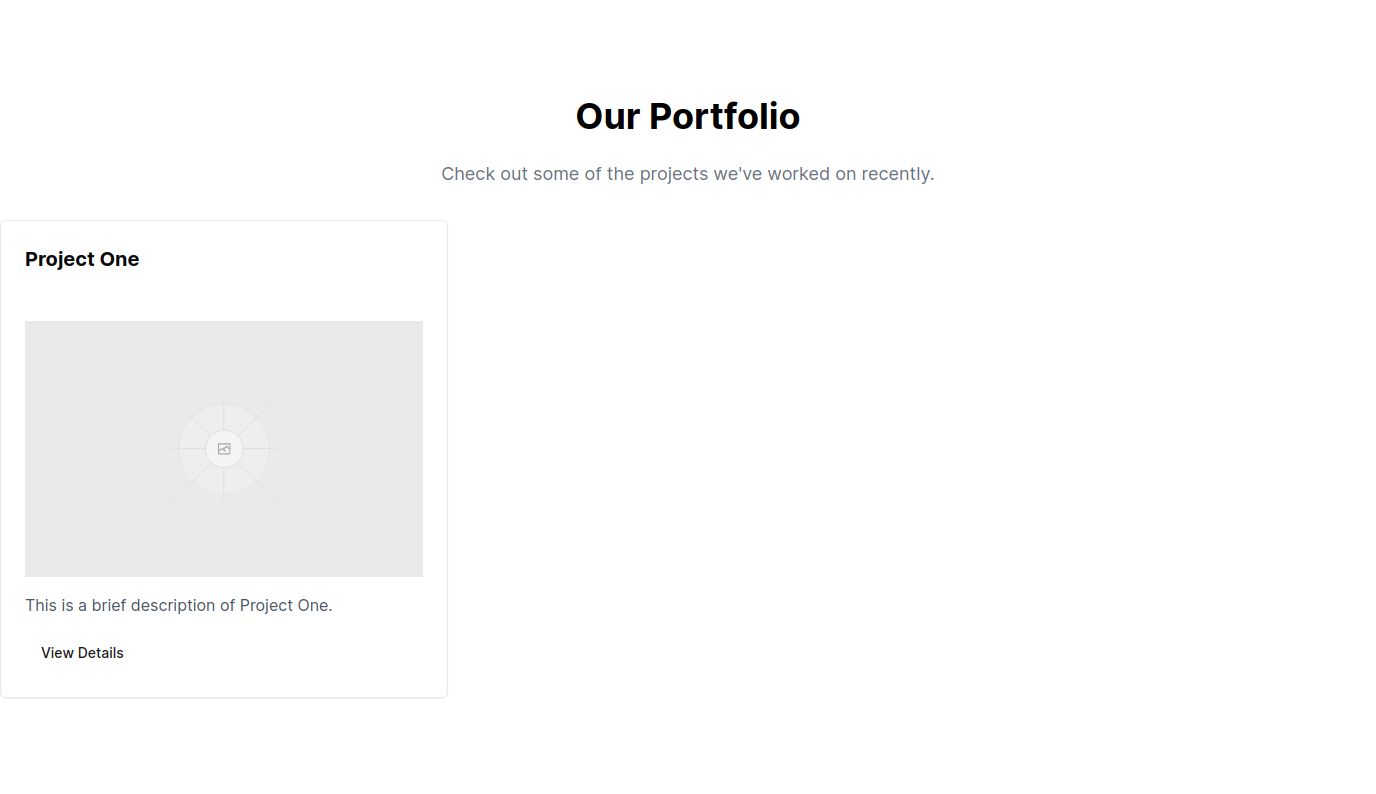 Our Portfolio
Check out some of the projects we've worked on recently.
Project One
This is a brief description of Project One.
View Details